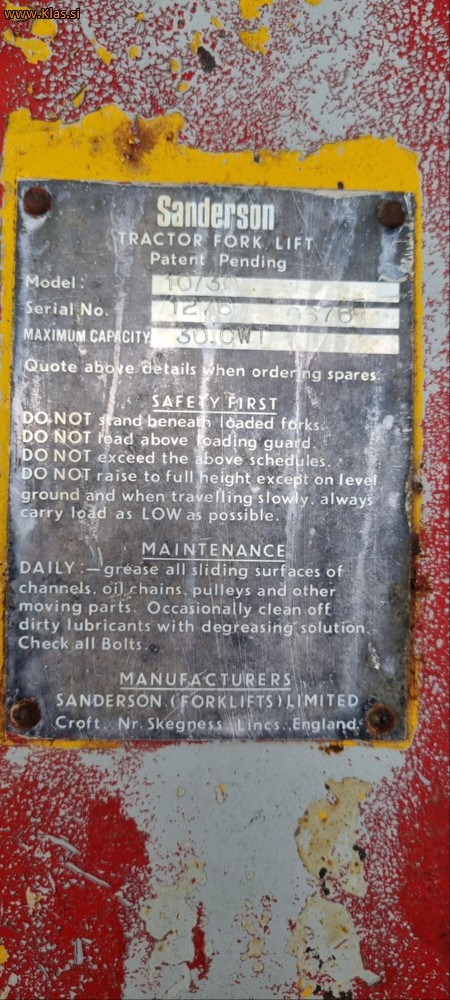 www.Klas.si
Sanderson
TRACTOR FORK LIFT
Patent Pending
Model:
Serial No. 1276
MAXIMUM CAPACITY 30.CWT
Quote above details when ordering spares.
SAFETY FIRST
DO NOT stand beneath loaded forks.
DO NOT load above loading guard.
DO NOT exceed the above schedules.
DO NOT raise to full height except on level
ground and when travelling slowly, always
carry load as LOW as possible.
MAINTENANCE
DAILY:—grease all sliding surfaces of
channels, oil chains, pulleys and other
moving parts. Occasionally clean off
dirty lubricants with degreasing solution.
Check all Bolts.
MANUFACTURERS
SANDERSON (FORKLIFTS) LIMITED
Croft, Nr. Skegness, Lincs., England.